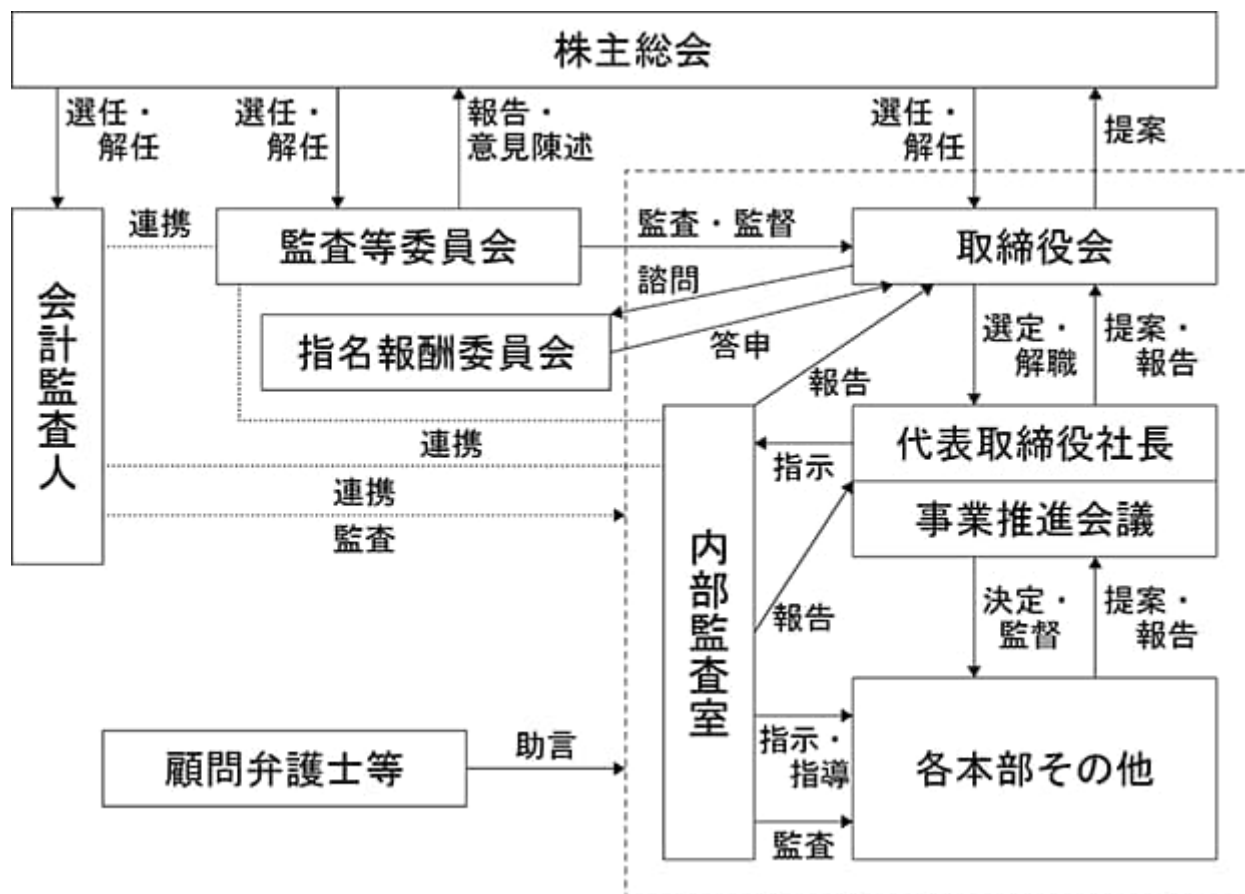 株主総会
選任・
解任
選任・
解任
報告・
意見陳述
選任・
解任
提案
会計監査人
連携
監査等委員会
監査・監督
取締役会
諮問
指名報酬委員会
答申
報告
選定・
解職
提案・
報告
連携
代表取締役社長
指示
連携
監査
事業推進会議
内部監査室
報告
決定・
監督
提案・
報告
顧問弁護士等
助言
指示・
指導
各本部その他
監査